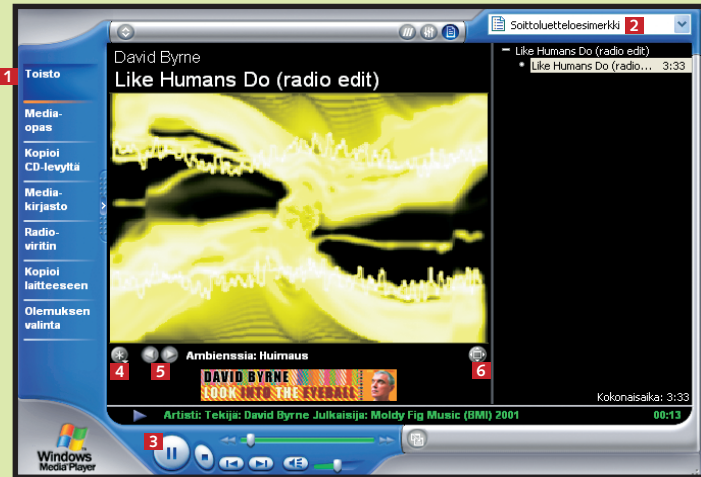 Soittoluetteloesimerkki 2
David Byrne
Like Humans Do (radio edit)
Like Humans Do (radio edit)
Like Humans Do (radio... 3:33
1 Toisto
Media-
opas
Kopioi
CD-levyltä
Media-
kirjasto
Radio-
viritin
Kopioi
laitteeseen
Olemuksen
valinta
Ambienssia: Huimaus
4 5 6
DAVID BYRNE
LOOK INTO THE EYEBALL
Kokonaisaika: 3:33
Artisti: Tekijä: David Byrne Julkaisija: Moldy Fig Music (BMI) 2001 00:13
3
Windows
Media Player